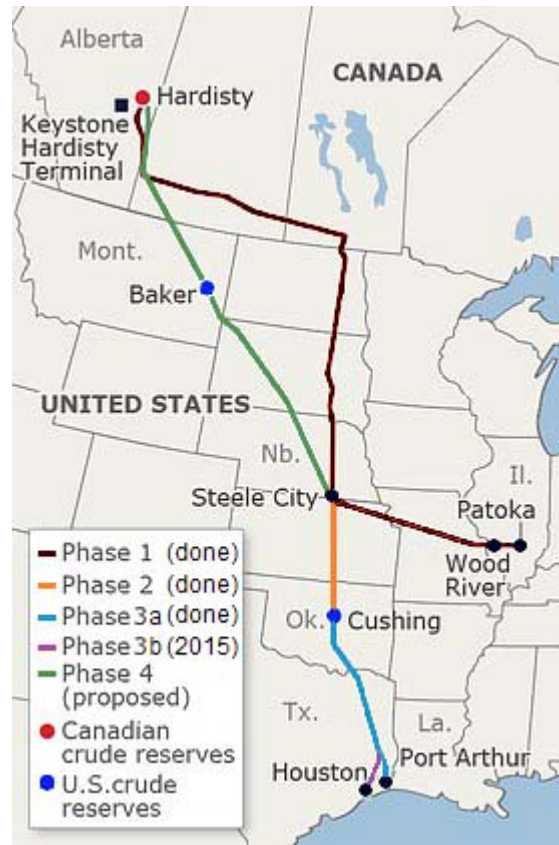 Alberta
CANADA
Hardisty
Keystone
Hardisty
Terminal
Mont.
Baker
UNITED STATES
Nb.
Steele City
Il.
Patoka
Wood
River
Phase 1 (done)
Phase 2 (done)
Phase 3a (done)
Phase 3b (2015)
Phase 4
(proposed)
Canadian
crude reserves
U.S.crude
reserves
Ok.
Cushing
Tx.
La.
Houston
Port Arthur